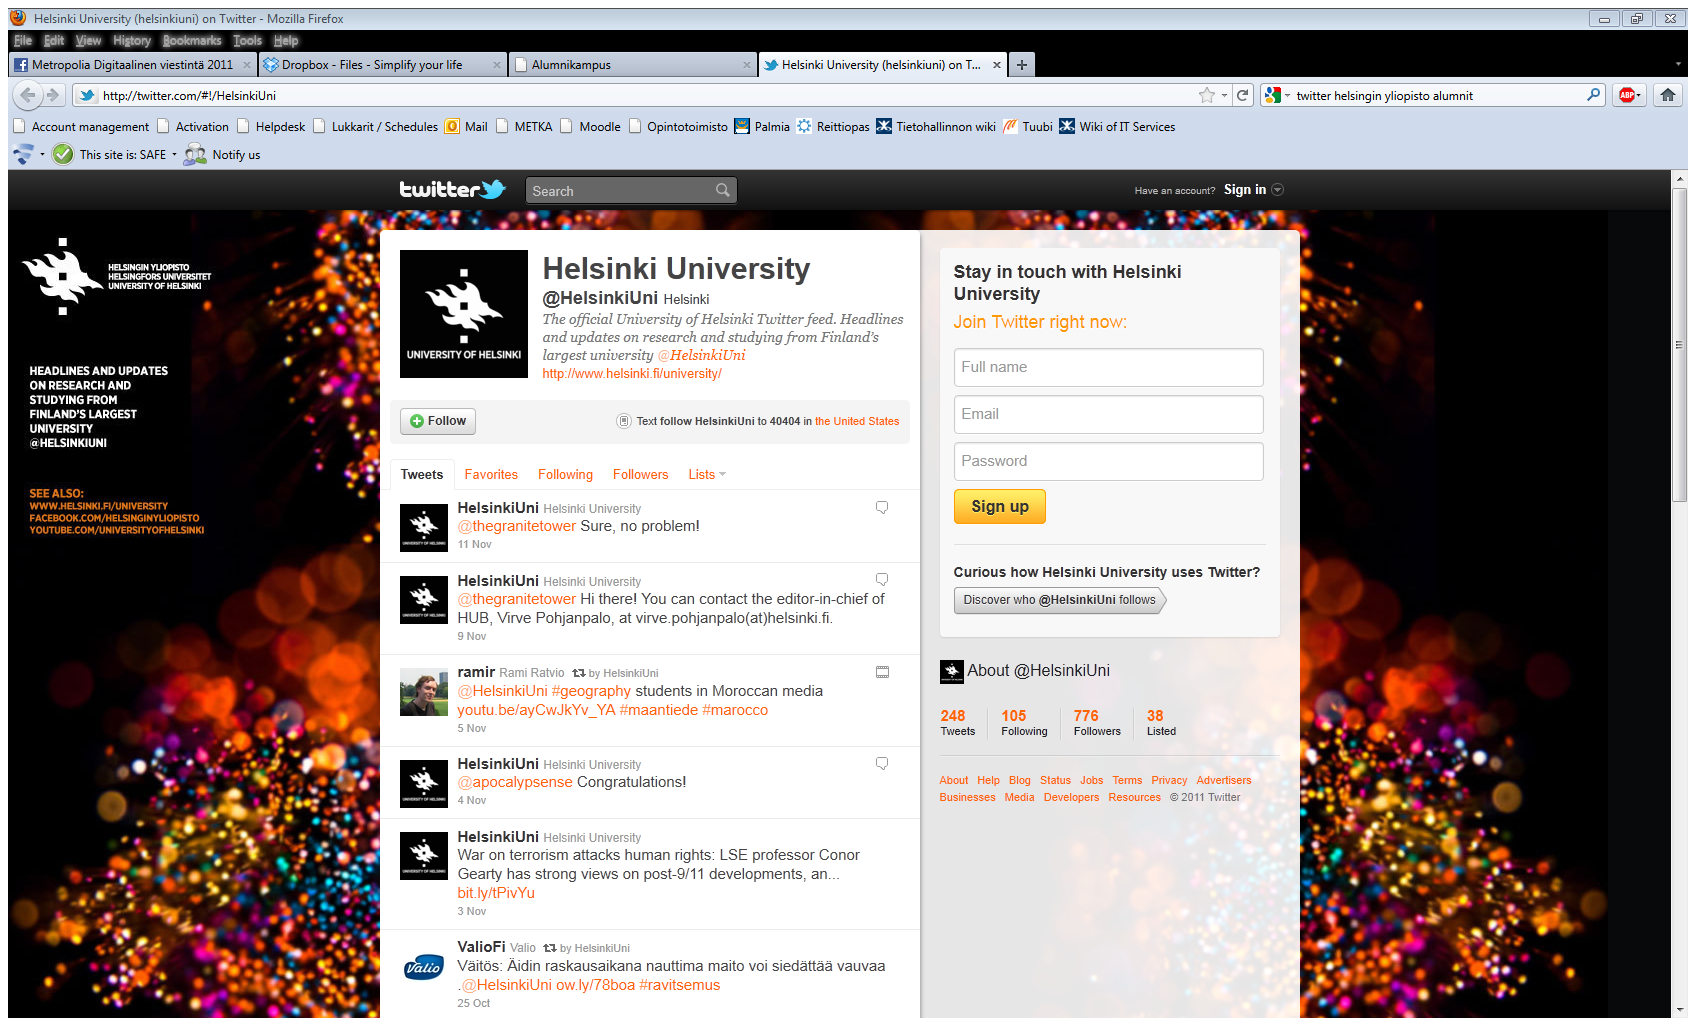 Helsinki University (helsinkiuni) on Twitter - Mozilla Firefox
File Edit View History Bookmarks Tools Help
Metropolia Digitaalinen viestintä 2011
Dropbox - Files - Simplify your life
Alumnikampus
Helsinki University (helsinkiuni) on T...
http://twitter.com/#!/HelsinkiUni
twitter helsingin yliopisto alumnit
ABP
Account management Activation Helpdesk Lukkarit / Schedules Mail METKA Moodle Opintotoimisto Palmia Reittiopas Tietohallinnon wiki Tuubi Wiki of IT Services
This site is: SAFE Notify us
twitter
Search
Have an account? Sign in
HELSINGIN YLIOPISTO
HELSINGFORS UNIVERSITET
UNIVERSITY OF HELSINKI
HEADLINES AND UPDATES
ON RESEARCH AND
STUDYING FROM
FINLAND'S LARGEST
UNIVERSITY
@HELSINKIUNI
SEE ALSO:
WWW.HELSINKI.FI/UNIVERSITY
FACEBOOK.COM/HELSINGINYLIOPISTO
YOUTUBE.COM/UNIVERSITYOFHELSINKI
UNIVERSITY OF HELSINKI
Helsinki University
@HelsinkiUni Helsinki
The official University of Helsinki Twitter feed. Headlines
and updates on research and studying from Finland's
largest university @HelsinkiUni
http://www.helsinki.fi/university/
Follow
Text follow HelsinkiUni to 40404 in the United States
Tweets Favorites Following Followers Lists
HelsinkiUni Helsinki University
@thegranitetower Sure, no problem!
11 Nov
UNIVERSITY OF HELSINKI
HelsinkiUni Helsinki University
@thegranitetower Hi there! You can contact the editor-in-chief of
HUB, Virve Pohjanpalo, at virve.pohjanpalo(at)helsinki.fi.
9 Nov
UNIVERSITY OF HELSINKI
ramir Rami Ratvio by HelsinkiUni
@HelsinkiUni #geography students in Moroccan media
youtu.be/ayCwJkYv_YA #maantiede #marocco
5 Nov
HelsinkiUni Helsinki University
@apocalypsense Congratulations!
4 Nov
UNIVERSITY OF HELSINKI
HelsinkiUni Helsinki University
War on terrorism attacks human rights: LSE professor Conor
Gearty has strong views on post-9/11 developments, an...
bit.ly/tPivYu
3 Nov
UNIVERSITY OF HELSINKI
ValioFi Valio by HelsinkiUni
Valio
Väitös: Äidin raskausaikana nauttima maito voi siedättää vauvaa
.@HelsinkiUni ow.ly/78boa #ravitsemus
25 Oct
Stay in touch with Helsinki
University
Join Twitter right now:
Full name
Email
Password
Sign up
Curious how Helsinki University uses Twitter?
Discover who @HelsinkiUni follows
About @HelsinkiUni
248 105 776 38
Tweets Following Followers Listed
About Help Blog Status Jobs Terms Privacy Advertisers
Businesses Media Developers Resources © 2011 Twitter